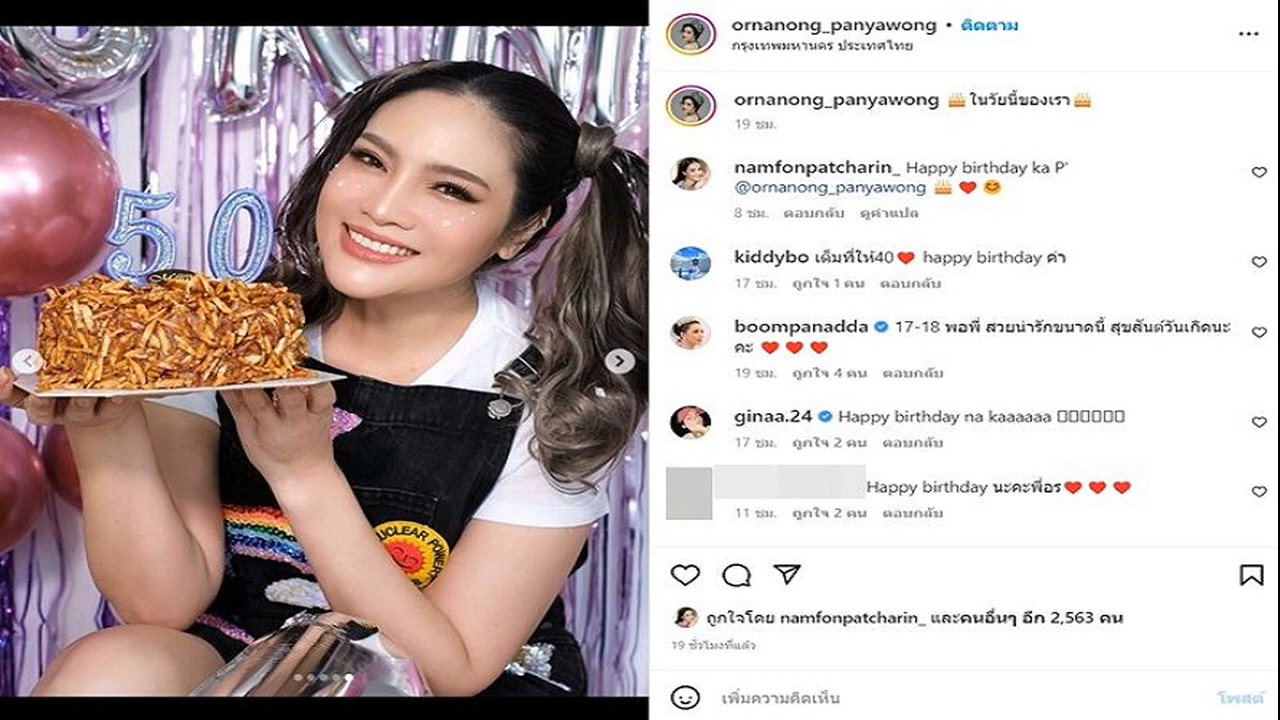 50
NUCLEAR POWER
ornanong_panyawong • ติดตาม
กรุงเทพมหานคร ประเทศไทย
ornanong_panyawong 🎂ในวัยนี้ของเรา🎂
19 ชม.
namfonpatcharin_ Happy birthday ka P'
@ornanong_panyawong 🎂❤️😊
8 ชม. ตอบกลับ ดูคำแปล
kiddybo เต็มที่ให้40❤️ happy birthday ค่า
17 ชม. ถูกใจ 1 คน ตอบกลับ
boompanadda 17-18 พอพี่ สวยน่ารักขนาดนี้ สุขสันต์วันเกิดนะ
คะ ❤️❤️❤️
19 ชม. ถูกใจ 4 คน ตอบกลับ
ginaa.24 Happy birthday na kaaaaaa
17 ชม. ถูกใจ 2 คน ตอบกลับ
Happy birthday นะคะพี่อร❤️❤️❤️
11 ชม. ถูกใจ 2 คน ตอบกลับ
ถูกใจโดย namfonpatcharin_ และคนอื่นๆ อีก 2,563 คน
19 ชั่วโมงที่แล้ว
เพิ่มความคิดเห็น
โพสต์